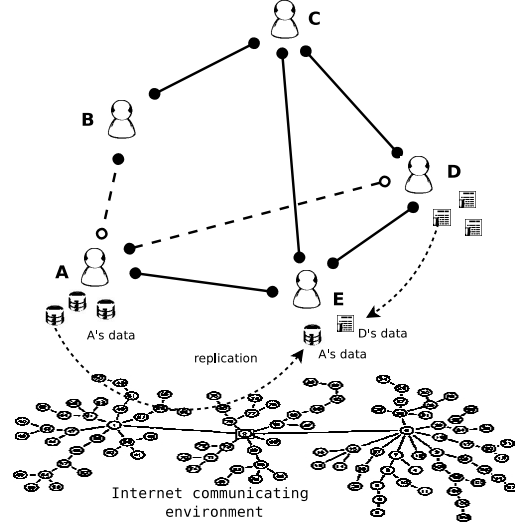 C
B
D
A
E
A's data
D's data
replication
A's data
Internet communicating
environment